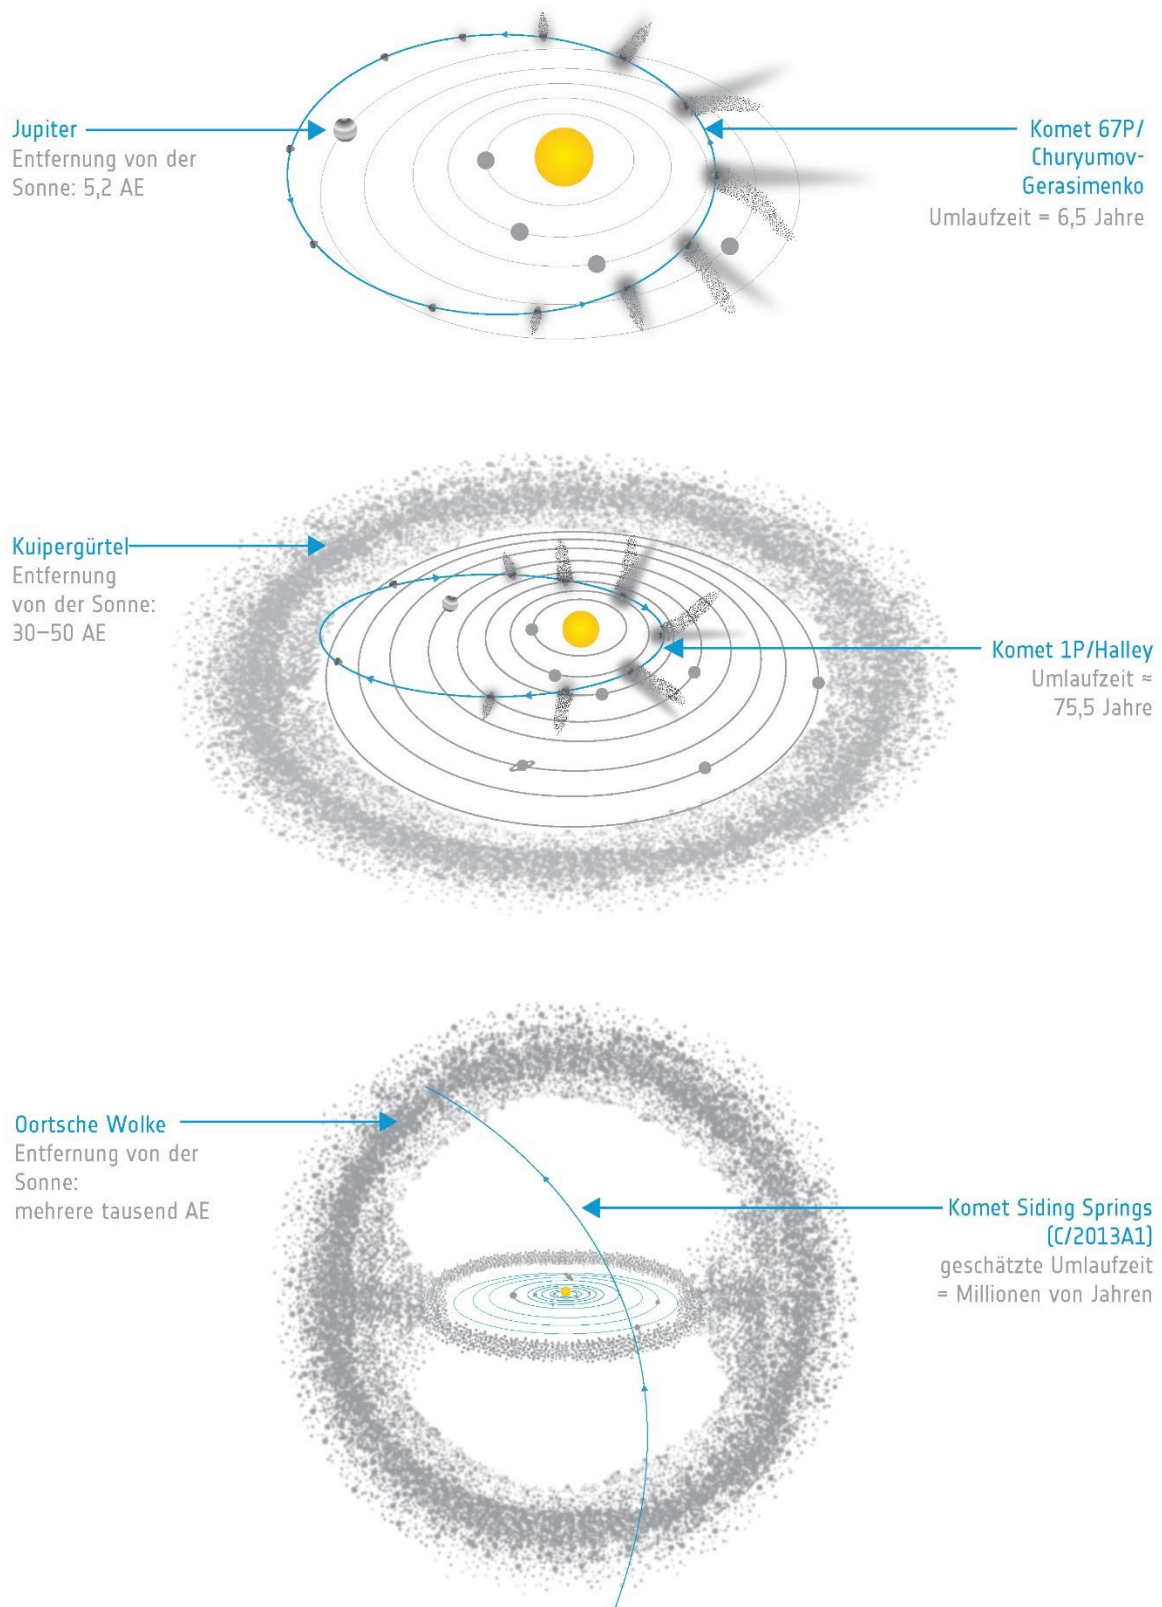 Jupiter
Entfernung von der
Sonne: 5,2 AE
Komet 67P/
Churyumov-
Gerasimenko
Umlaufzeit = 6,5 Jahre
Kuipergürtel
Entfernung
von der Sonne:
30–50 AE
Komet 1P/Halley
Umlaufzeit ≈
75,5 Jahre
Oortsche Wolke
Entfernung von der
Sonne:
mehrere tausend AE
Komet Siding Springs
(C/2013A1)
geschätzte Umlaufzeit
= Millionen von Jahren